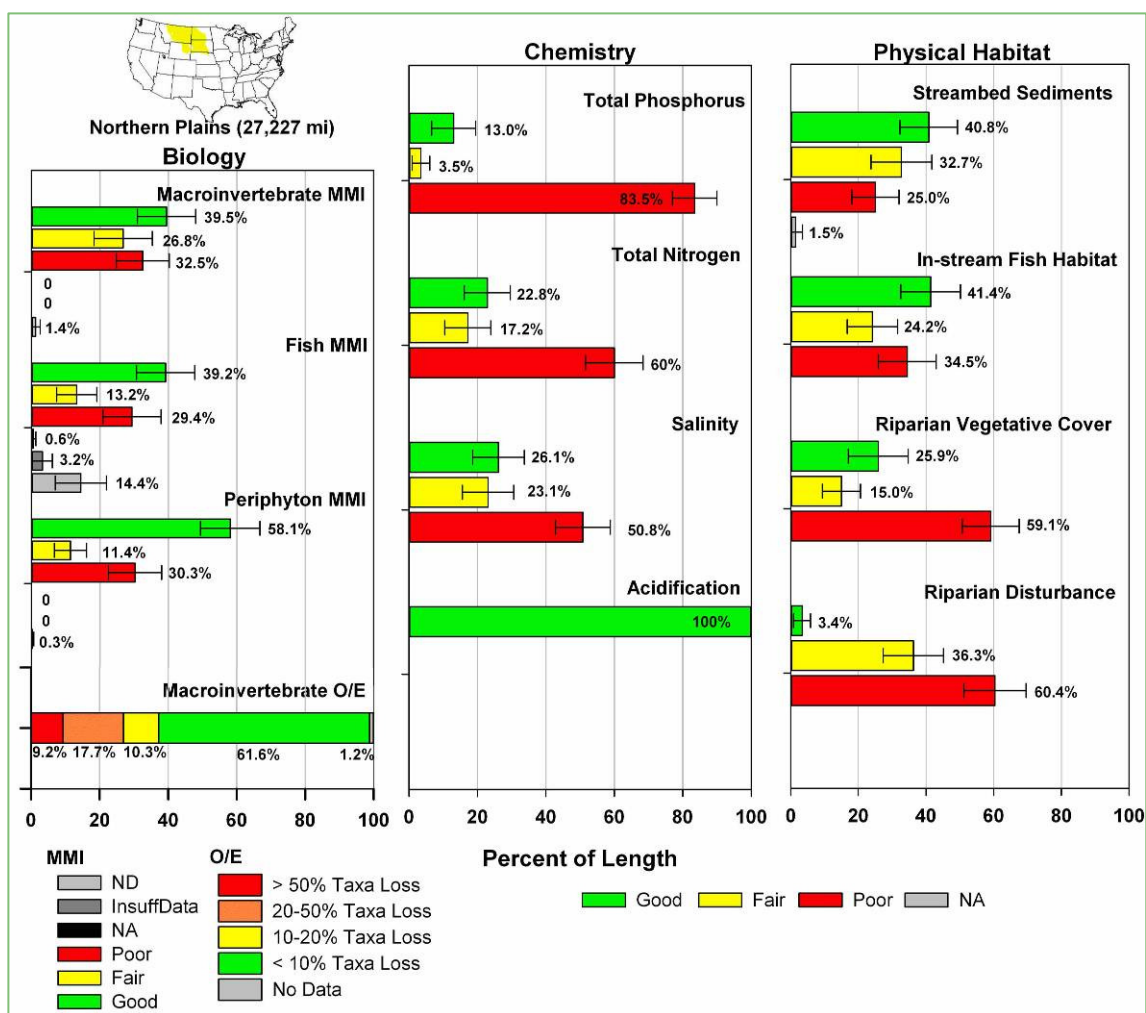 Northern Plains (27,227 mi)
Biology
Macroinvertebrate MMI
39.5%
26.8%
32.5%
0
0
1.4%
Fish MMI
39.2%
13.2%
29.4%
0.6%
3.2%
14.4%
Periphyton MMI
58.1%
11.4%
30.3%
0
0
0.3%
Macroinvertebrate O/E
9.2% 17.7% 10.3% 61.6% 1.2%
0 20 40 60 80 100
Chemistry
Total Phosphorus
13.0%
3.5%
83.5%
Total Nitrogen
22.8%
17.2%
60%
Salinity
26.1%
23.1%
50.8%
Acidification
100%
0 20 40 60 80 100
Physical Habitat
Streambed Sediments
40.8%
32.7%
25.0%
1.5%
In-stream Fish Habitat
41.4%
24.2%
34.5%
Riparian Vegetative Cover
25.9%
15.0%
59.1%
Riparian Disturbance
3.4%
36.3%
60.4%
0 20 40 60 80 100
Percent of Length
MMI
ND
InsuffData
NA
Poor
Fair
Good
O/E
> 50% Taxa Loss
20-50% Taxa Loss
10-20% Taxa Loss
< 10% Taxa Loss
No Data
Good Fair Poor NA